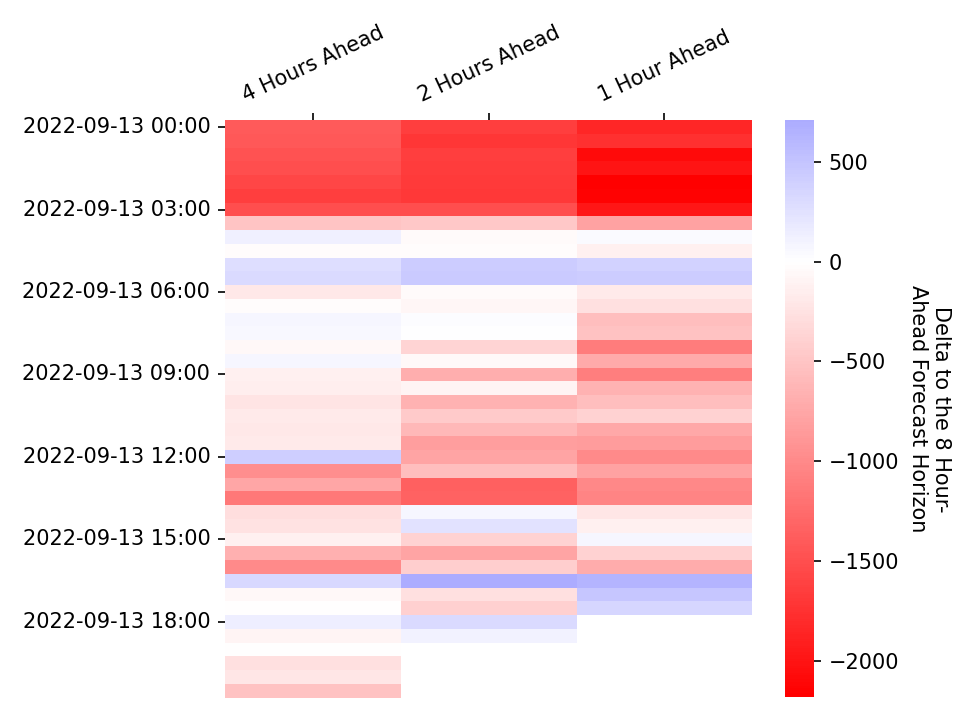 4 Hours Ahead
2 Hours Ahead
1 Hour Ahead
2022-09-13 00:00
2022-09-13 03:00
2022-09-13 06:00
2022-09-13 09:00
2022-09-13 12:00
2022-09-13 15:00
2022-09-13 18:00
500
0
−500
−1000
−1500
−2000
Delta to the 8 Hour-
Ahead Forecast Horizon